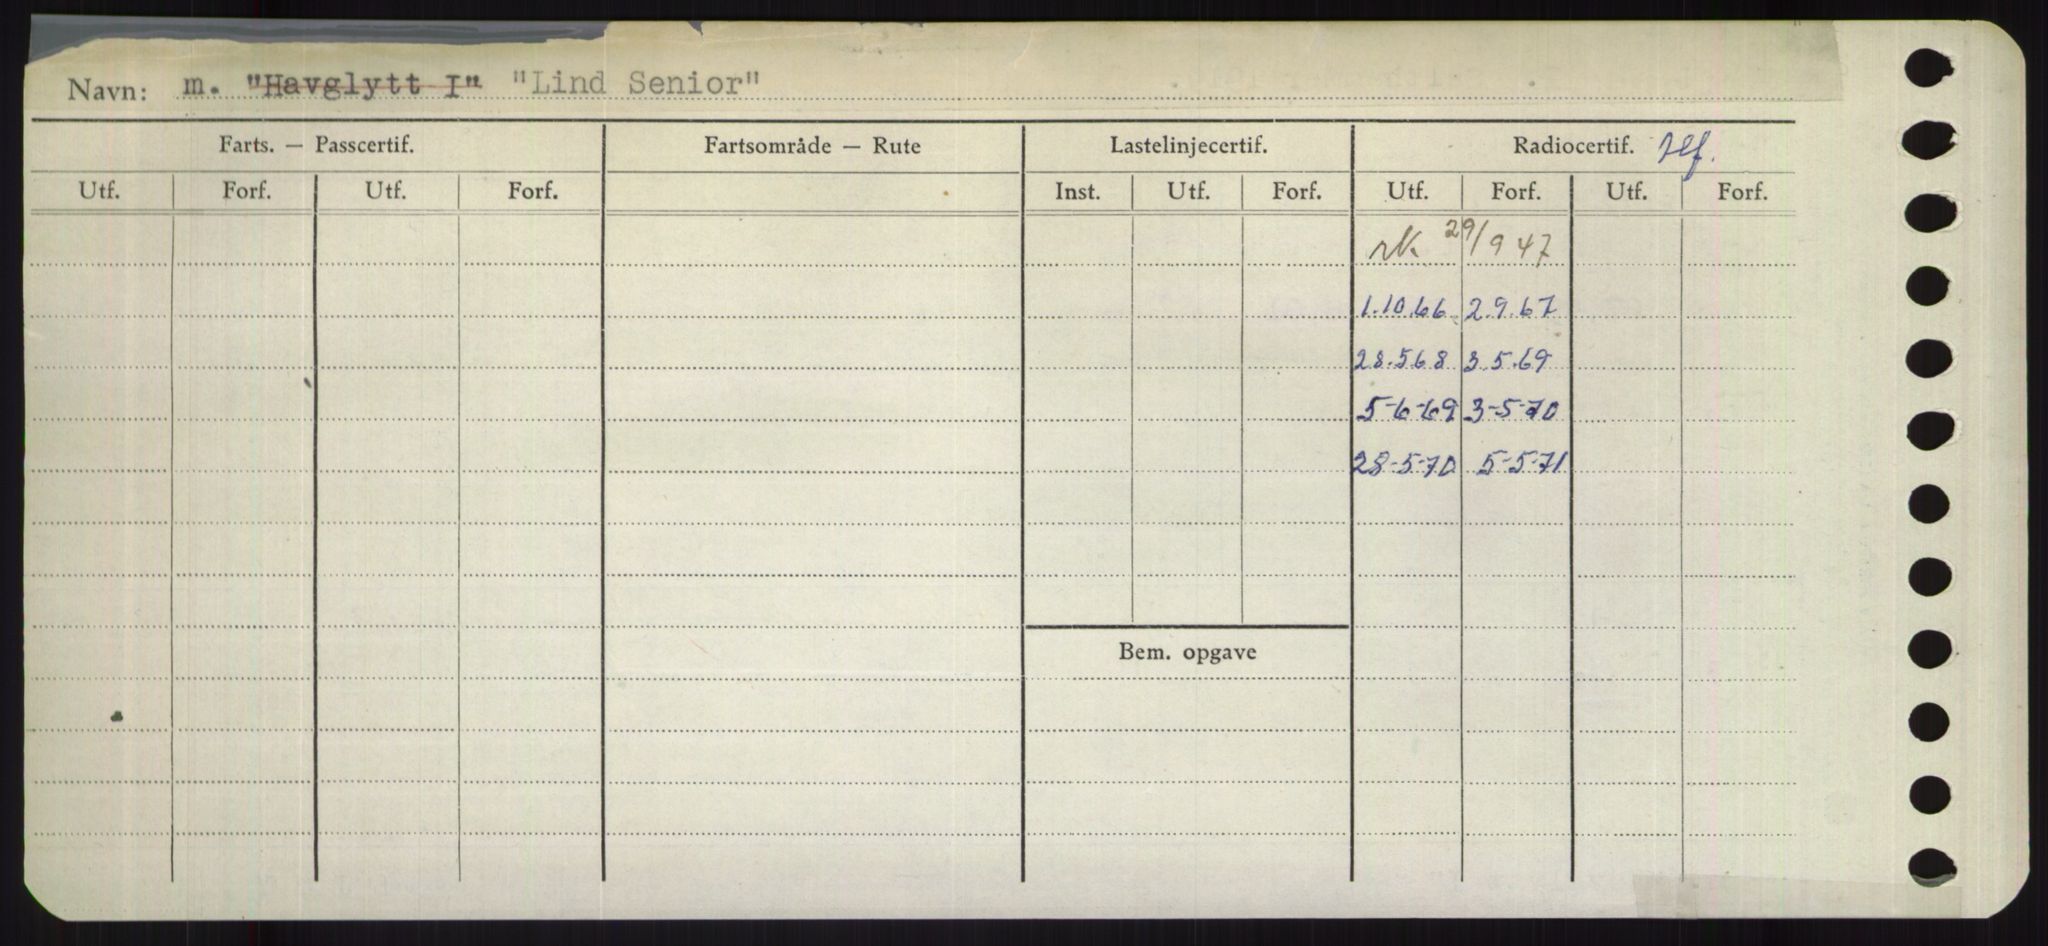 Navn: m. "Havglytt I" "Lind Senior"
Farts. — Passcertif. Fartsområde — Rute Lastelinjecertif. Radiocertif.
Utf. Forf. Utf. Forf. Inst. Utf. Forf. Utf. Forf. Utf. Forf.
29/9 47
1.10.66 2.9.67
28.5.68 3.5.69
5-6-69 3-5-70
28-5-70 5-5-71
Bem. opgave